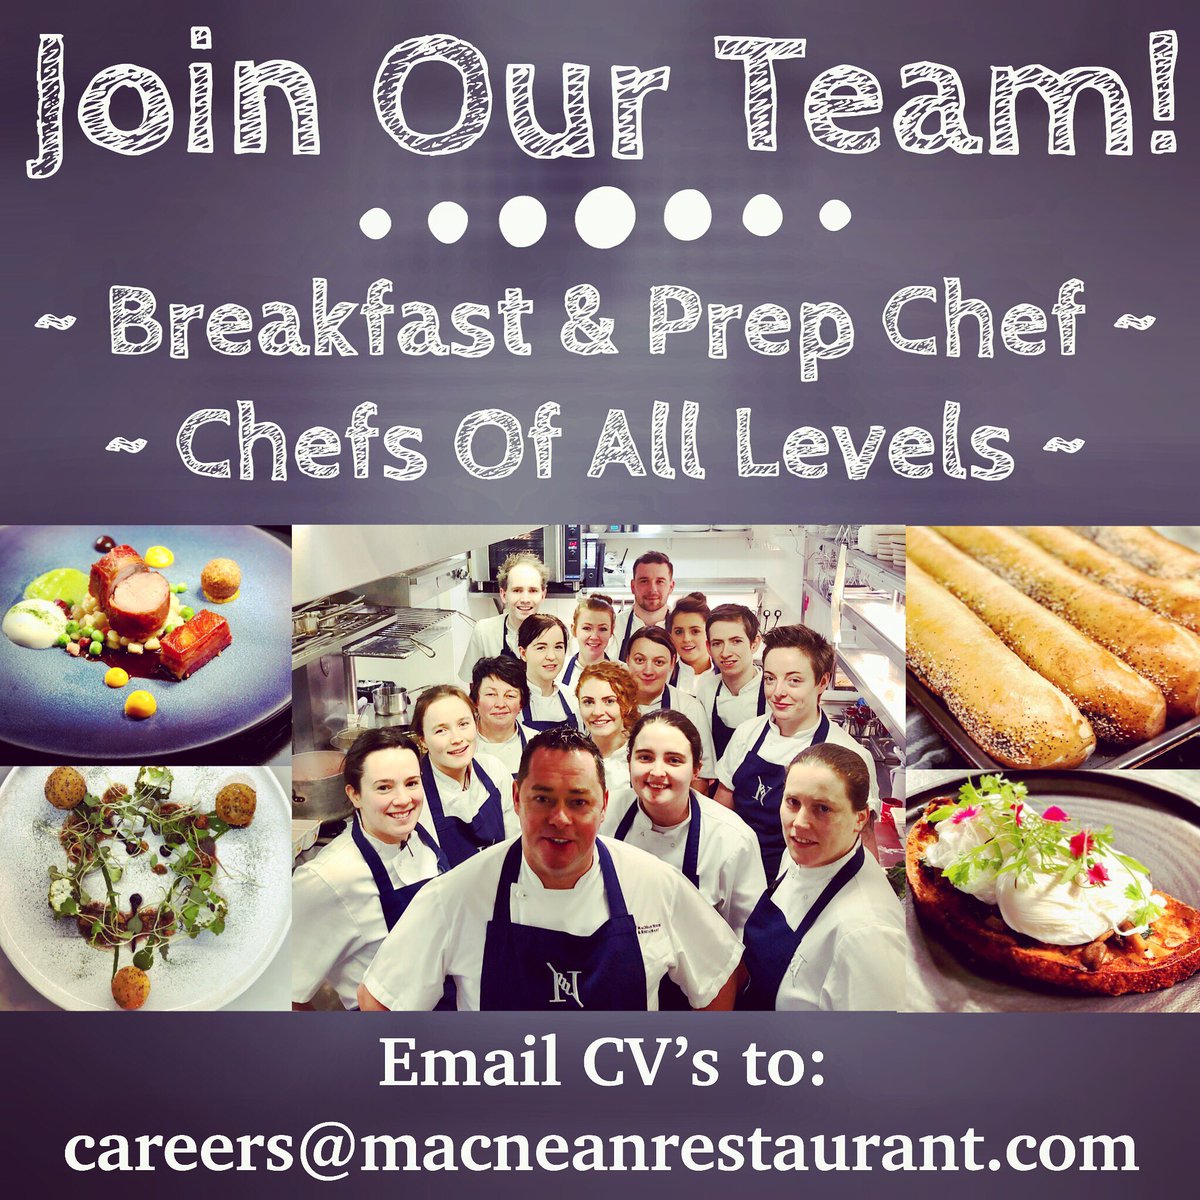 Join Our Team!
~ Breakfast & Prep Chef ~
~ Chefs Of All Levels ~
Email CV’s to:
careers@macneanrestaurant.com